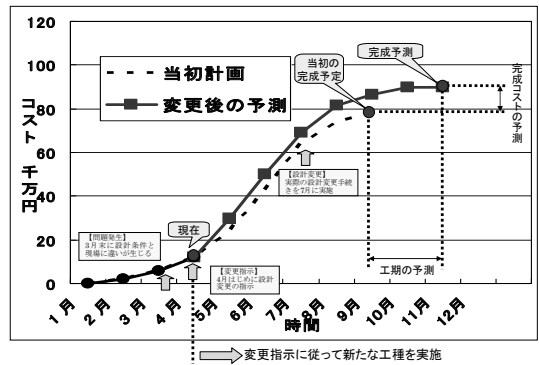 120
100
80
60
40
20
0
コスト 千万円
当初計画
変更後の予測
当初の
完成予定
完成予測
完成コストの予測
【設計変更】
実際の設計変更手続
きを7月に実施
【問題発生】
3月末に設計条件と
現場に違いが生じる
現在
【変更指示】
4月はじめに設計
変更の指示
工期の予測
1月
2月
3月
4月
5月
6月
7月
8月
9月
10月
11月
12月
時間
変更指示に従って新たな工種を実施